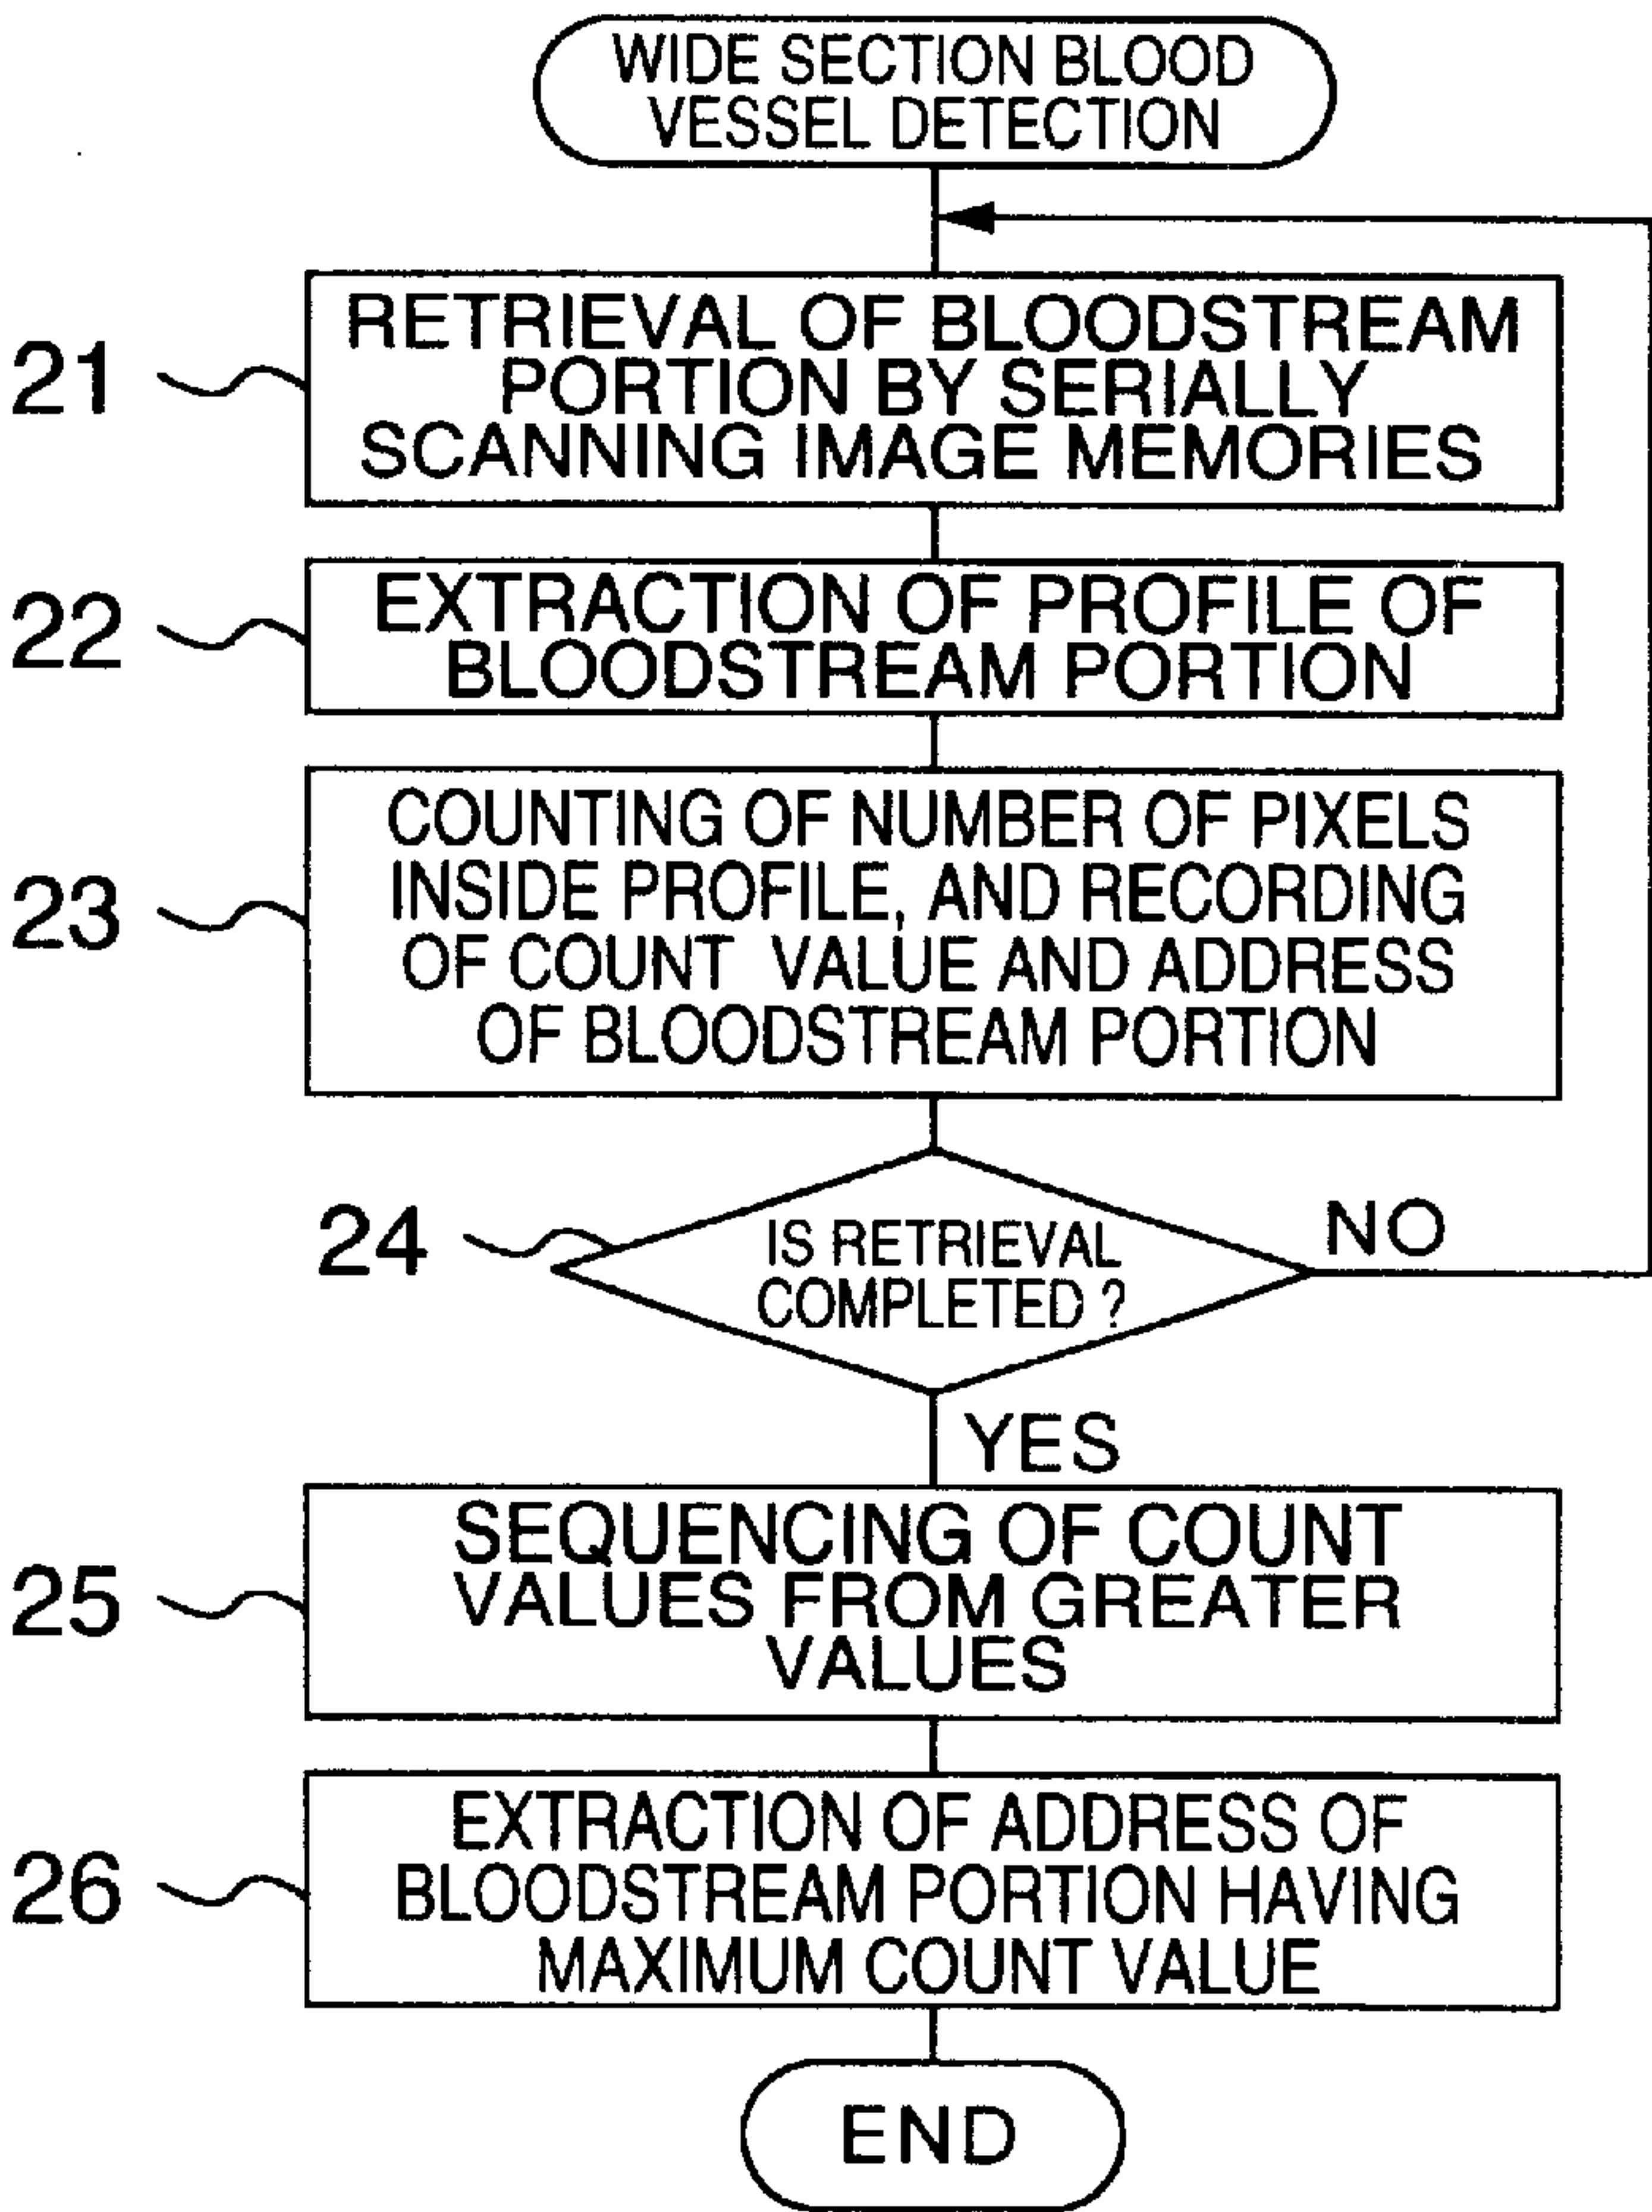 WIDE SECTION BLOOD
VESSEL DETECTION
21
RETRIEVAL OF BLOODSTREAM
PORTION BY SERIALLY
SCANNING IMAGE MEMORIES
22
EXTRACTION OF PROFILE OF
BLOODSTREAM PORTION
23
COUNTING OF NUMBER OF PIXELS
INSIDE PROFILE, AND RECORDING
OF COUNT VALUE AND ADDRESS
OF BLOODSTREAM PORTION
24
IS RETRIEVAL
COMPLETED ?
NO
YES
25
SEQUENCING OF COUNT
VALUES FROM GREATER
VALUES
26
EXTRACTION OF ADDRESS OF
BLOODSTREAM PORTION HAVING
MAXIMUM COUNT VALUE
END